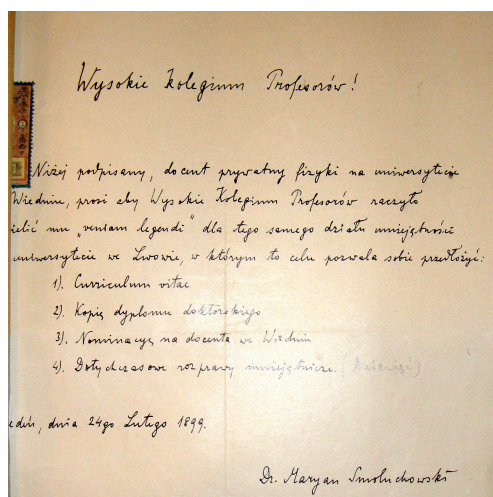 Wysokie Kolegium Profesorów!
Niżej podpisany, docent prywatny fizyki na uniwersytecie
Wiedniu, prosi aby Wysokie Kolegium Profesorów raczyło
ielić mu „veniam legendi" dla tego samego działu umiejętności
uniwersytecie we Lwowie, w którym to celu pozwala sobie przedłożyć:
1). Curriculum vitae
2). Kopię dyplomu doktorskiego
3). Nominacyę na docenta we Wiedniu
4). Dotychczasowe rozprawy umiejętnicze.
edeń, dnia 24go Lutego 1899.
Dr. Maryan Smoluchowski